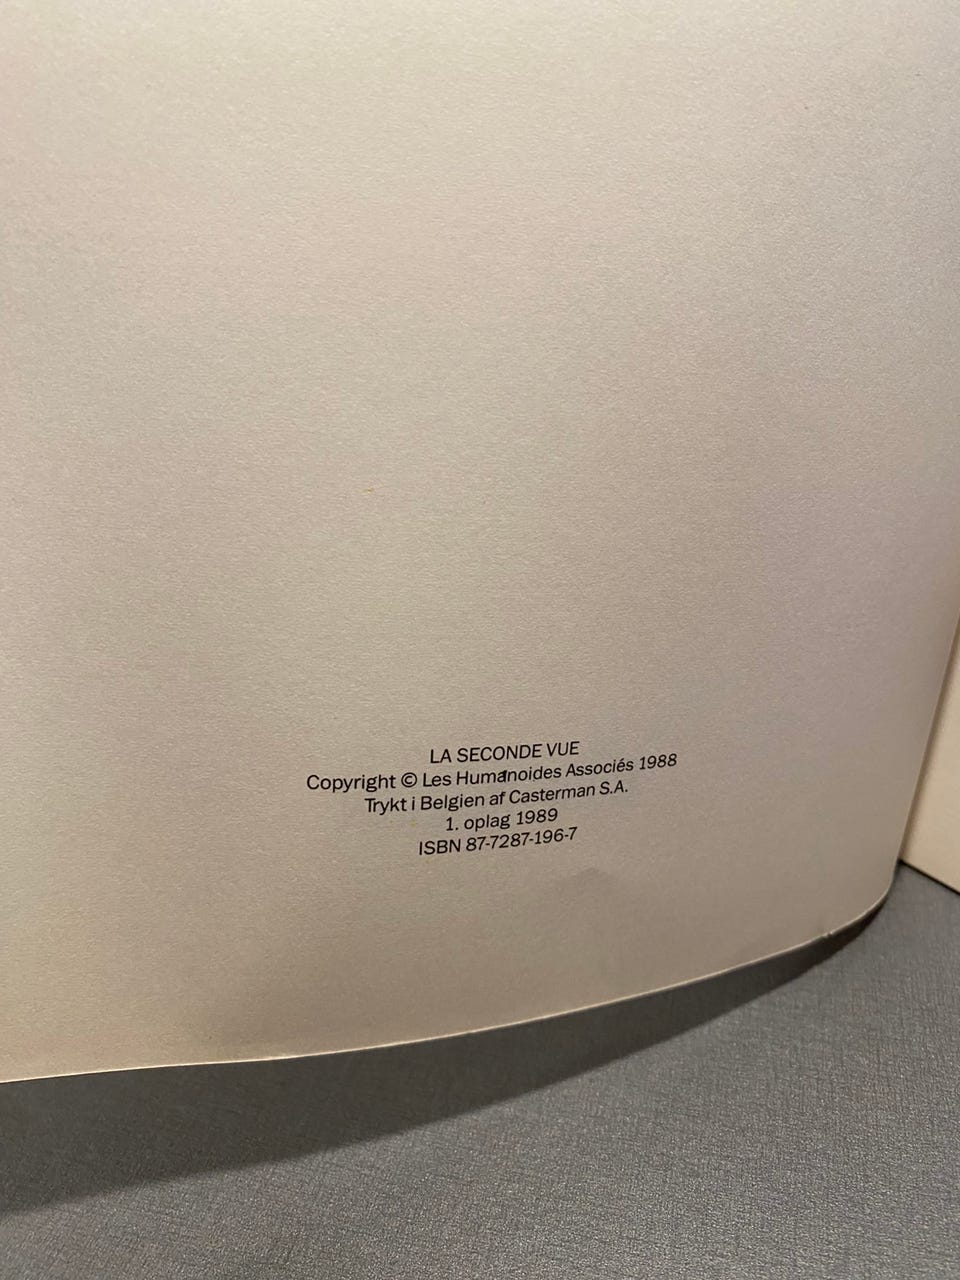 LA SECONDE VUE
Copyright © Les Humanoides Associés 1988
Trykt i Belgien af Casterman S.A.
1. oplag 1989
ISBN 87-7287-196-7